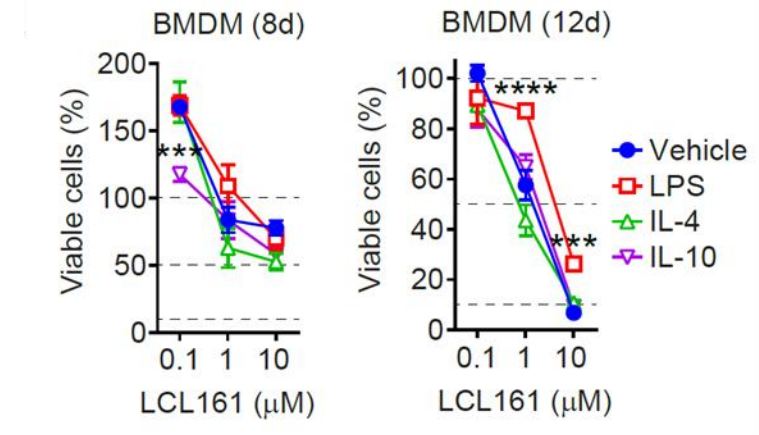 BMDM (8d)
Viable cells (%)
200
150
100
50
0
***
0.1 1 10
LCL161 (μM)
BMDM (12d)
Viable cells (%)
100
80
60
40
20
0
****
***
0.1 1 10
LCL161 (μM)
Vehicle
LPS
IL-4
IL-10